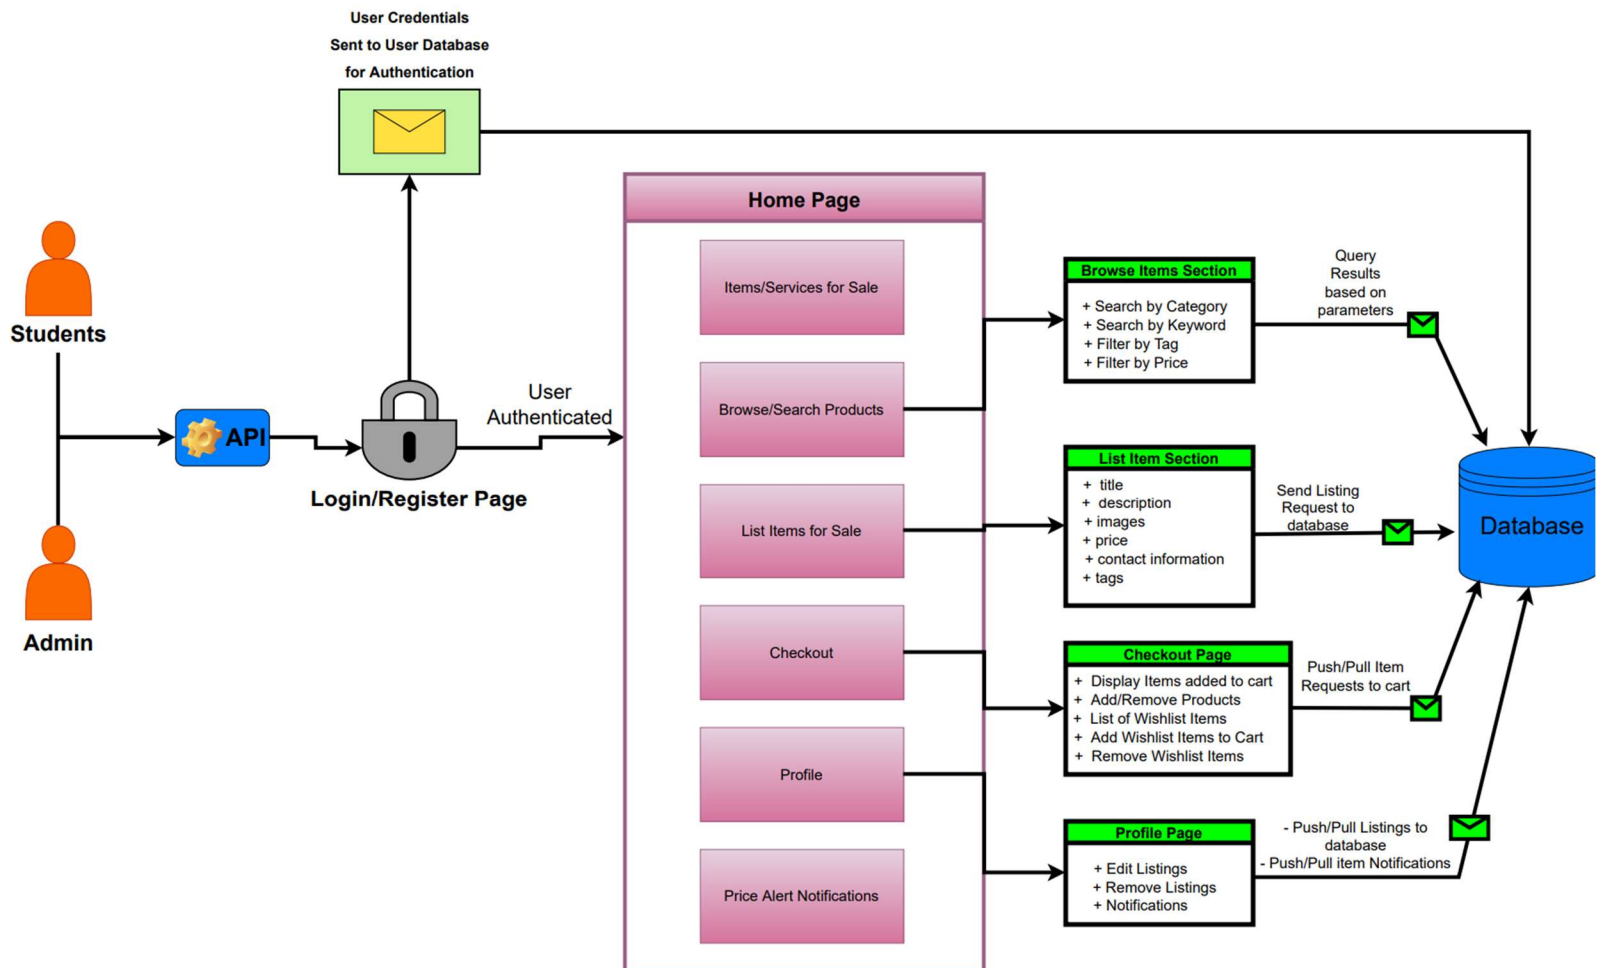 User Credentials
Sent to User Database
for Authentication
Students
Admin
API
Login/Register Page
User
Authenticated
Home Page
Items/Services for Sale
Browse/Search Products
List Items for Sale
Checkout
Profile
Price Alert Notifications
Browse Items Section
+ Search by Category
+ Search by Keyword
+ Filter by Tag
+ Filter by Price
Query
Results
based on
parameters
List Item Section
+ title
+ description
+ images
+ price
+ contact information
+ tags
Send Listing
Request to
database
Checkout Page
+ Display Items added to cart
+ Add/Remove Products
+ List of Wishlist Items
+ Add Wishlist Items to Cart
+ Remove Wishlist Items
Push/Pull Item
Requests to cart
Profile Page
+ Edit Listings
+ Remove Listings
+ Notifications
- Push/Pull Listings to
database
- Push/Pull item Notifications
Database